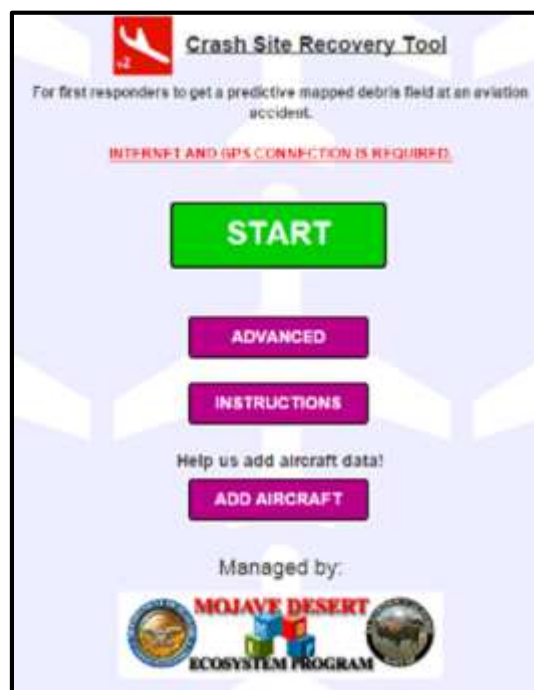 v2
Crash Site Recovery Tool
For first responders to get a predictive mapped debris field at an aviation
accident.
INTERNET AND GPS CONNECTION IS REQUIRED.
START
ADVANCED
INSTRUCTIONS
Help us add aircraft data!
ADD AIRCRAFT
Managed by:
MOJAVE DESERT
ECOSYSTEM PROGRAM